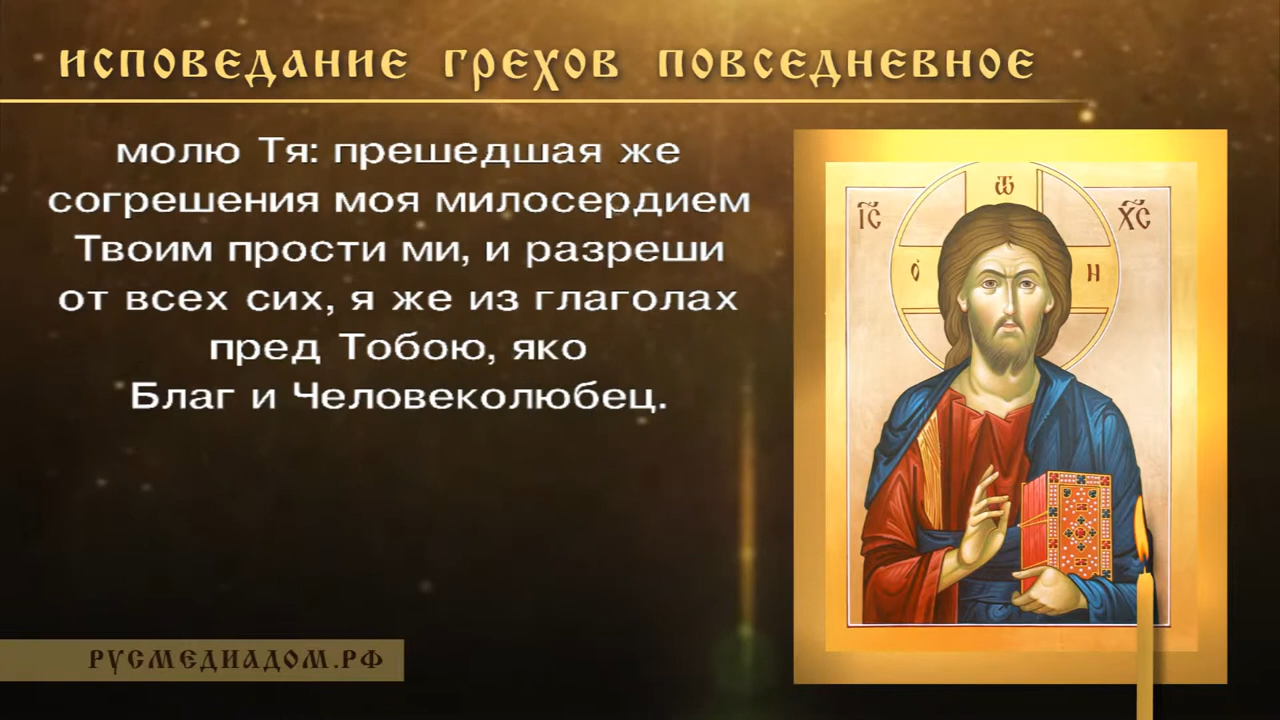 ИСПОВЕДАНИЕ ГРЕХОВ ПОВСЕДНЕВНОЕ
молю Тя: прешедшая же
согрешения моя милосердием
Твоим прости ми, и разреши
от всех сих, я же из глаголах
пред Тобою, яко
Благ и Человеколюбец.
ѿ
І҃С Х҃С
О Н
РУСМЕДИАДОМ.РФ